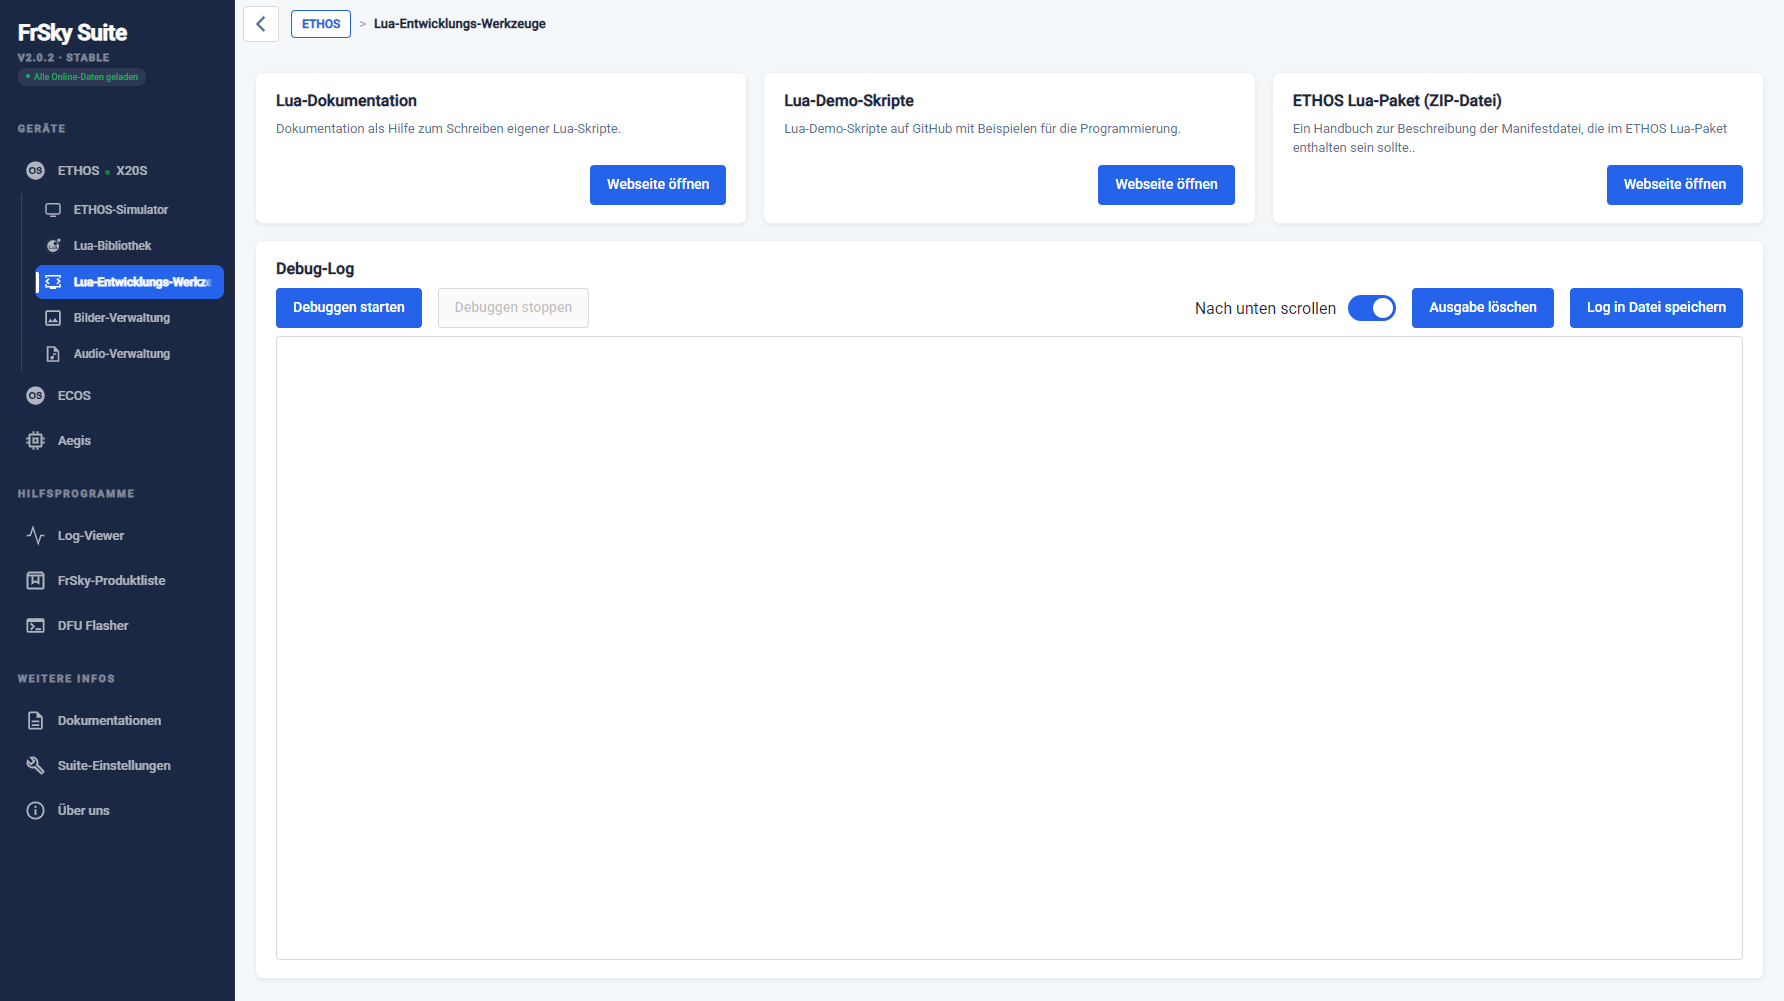 FrSky Suite
V2.0.2 · STABLE
• Alle Online-Daten geladen
GERÄTE
ETHOS • X20S
ETHOS-Simulator
Lua-Bibliothek
Lua-Entwicklungs-Werkze
Bilder-Verwaltung
Audio-Verwaltung
ECOS
Aegis
HILFSPROGRAMME
Log-Viewer
FrSky-Produktliste
DFU Flasher
WEITERE INFOS
Dokumentationen
Suite-Einstellungen
Über uns
ETHOS > Lua-Entwicklungs-Werkzeuge
Lua-Dokumentation
Dokumentation als Hilfe zum Schreiben eigener Lua-Skripte.
Webseite öffnen
Lua-Demo-Skripte
Lua-Demo-Skripte auf GitHub mit Beispielen für die Programmierung.
Webseite öffnen
ETHOS Lua-Paket (ZIP-Datei)
Ein Handbuch zur Beschreibung der Manifestdatei, die im ETHOS Lua-Paket
enthalten sein sollte..
Webseite öffnen
Debug-Log
Debuggen starten
Debuggen stoppen
Nach unten scrollen
Ausgabe löschen
Log in Datei speichern